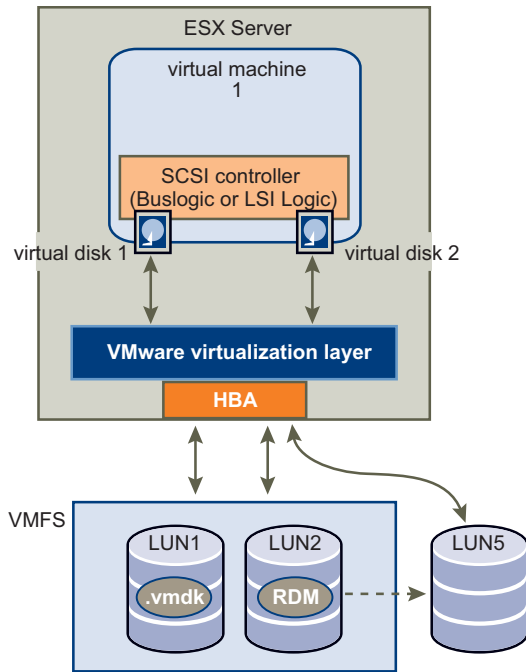 ESX Server
virtual machine
1
SCSI controller
(Buslogic or LSI Logic)
virtual disk 1
virtual disk 2
VMware virtualization layer
HBA
VMFS
LUN1
LUN2
LUN5
.vmdk
RDM